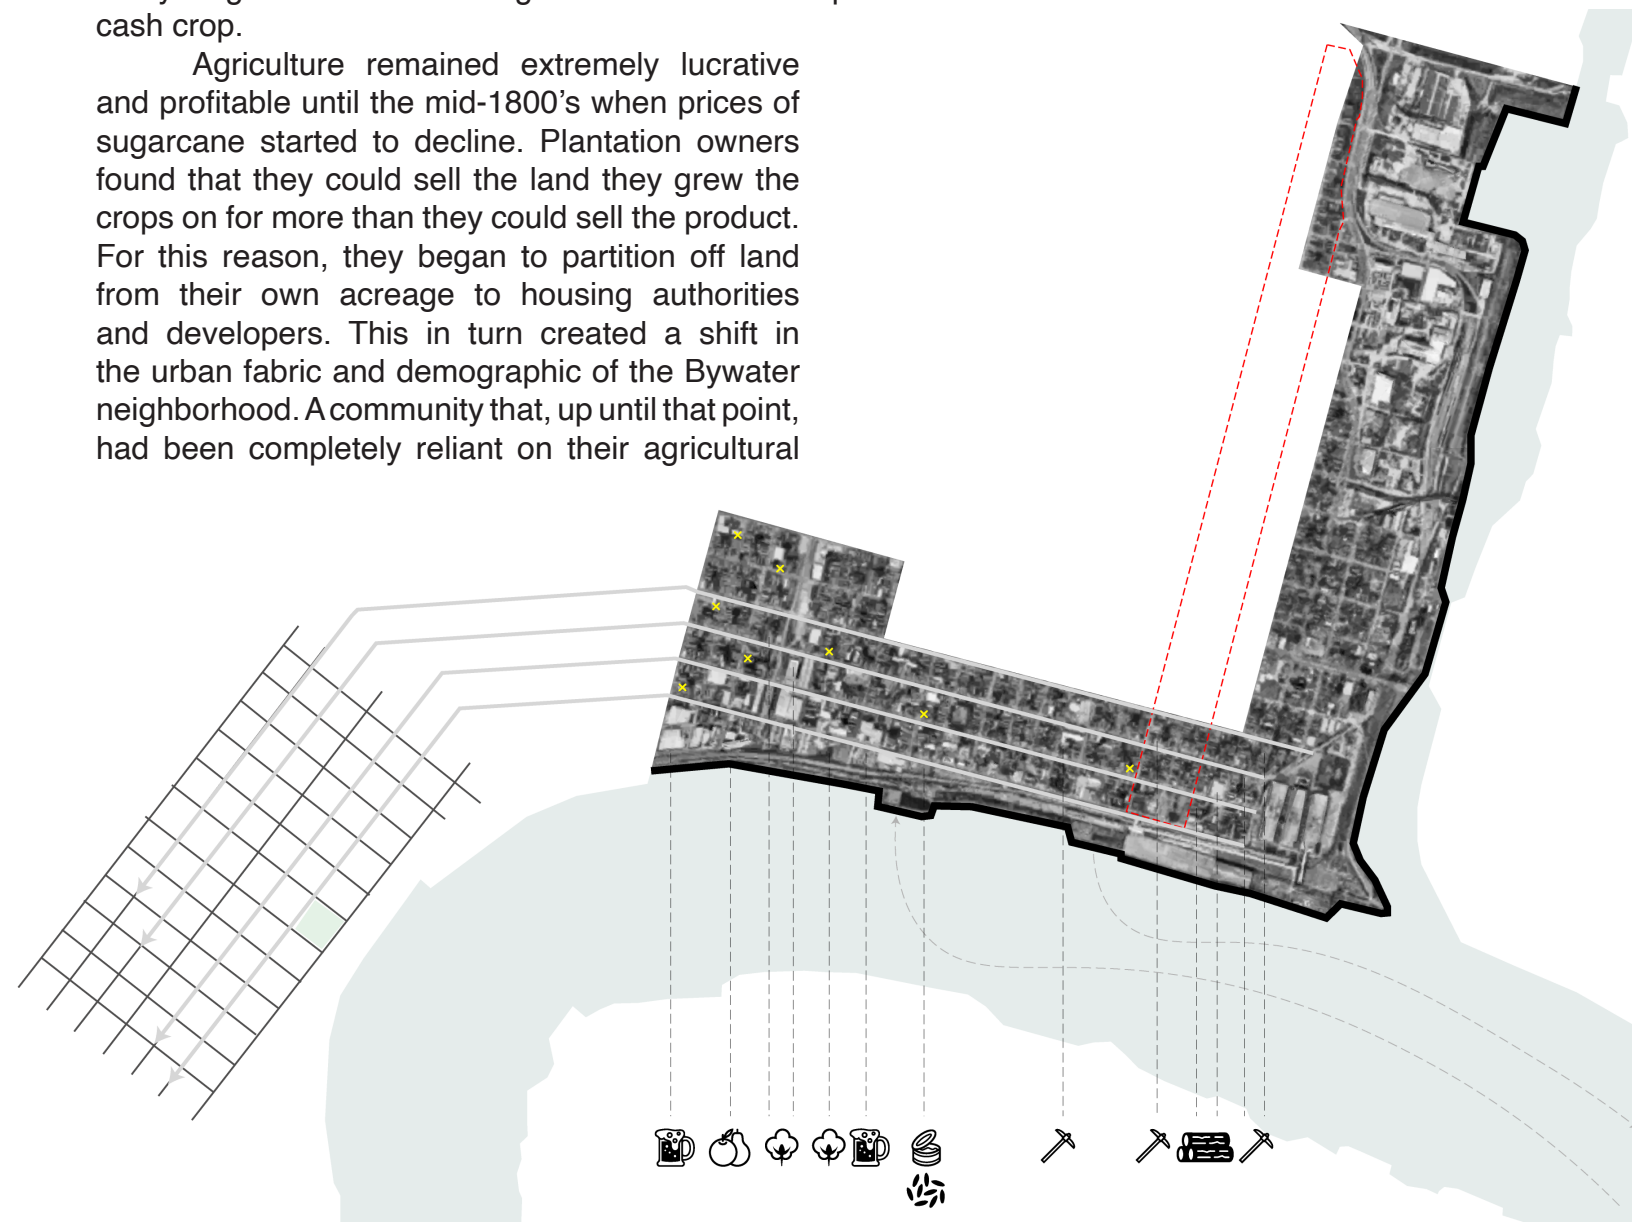 cash crop.
Agriculture remained extremely lucrative
and profitable until the mid-1800’s when prices of
sugarcane started to decline. Plantation owners
found that they could sell the land they grew the
crops on for more than they could sell the product.
For this reason, they began to partition off land
from their own acreage to housing authorities
and developers. This in turn created a shift in
the urban fabric and demographic of the Bywater
neighborhood. A community that, up until that point,
had been completely reliant on their agricultural